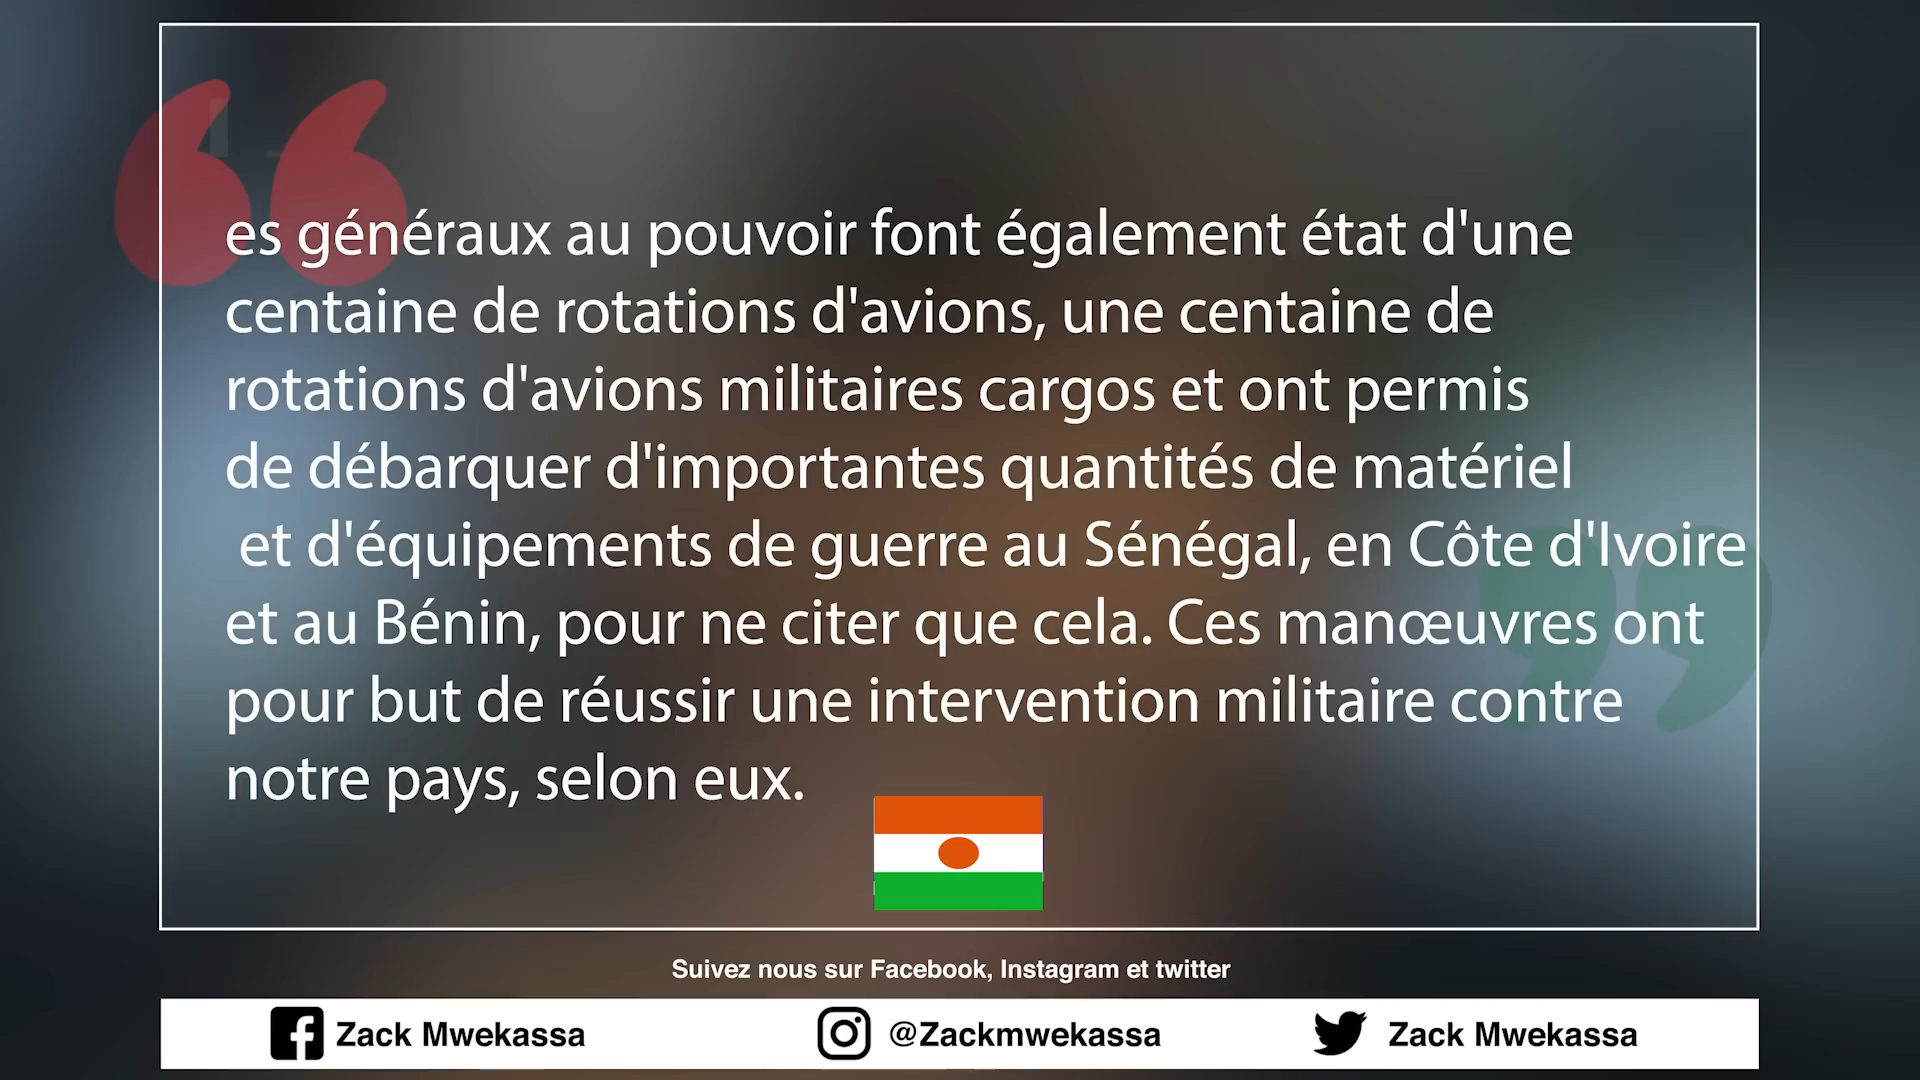 es généraux au pouvoir font également état d'une
centaine de rotations d'avions, une centaine de
rotations d'avions militaires cargos et ont permis
de débarquer d'importantes quantités de matériel
et d'équipements de guerre au Sénégal, en Côte d'Ivoire
et au Bénin, pour ne citer que cela. Ces manœuvres ont
pour but de réussir une intervention militaire contre
notre pays, selon eux.
Suivez nous sur Facebook, Instagram et twitter
Zack Mwekassa
@Zackmwekassa
Zack Mwekassa